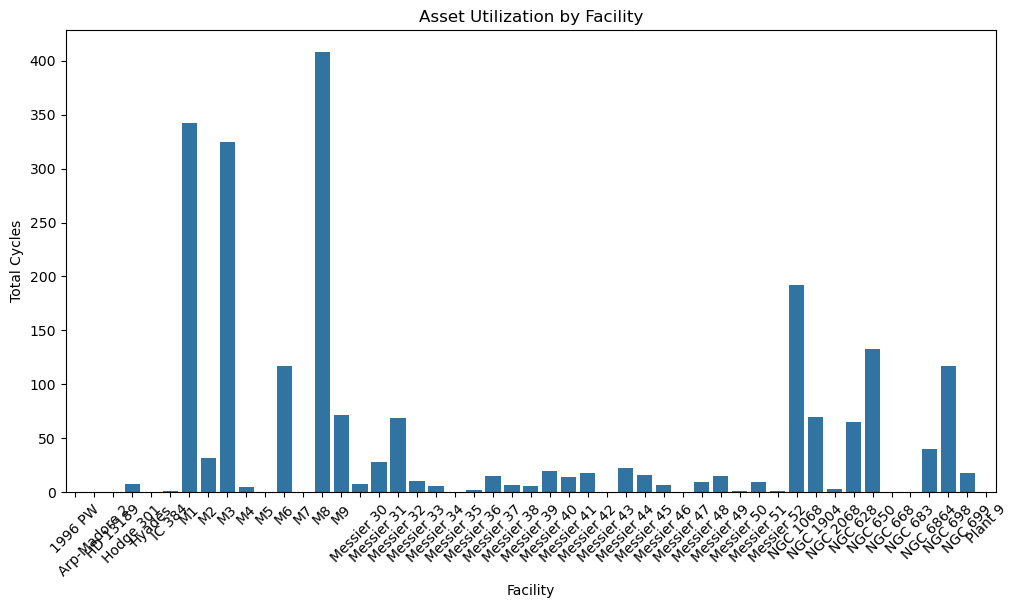 Asset Utilization by Facility
Total Cycles
400
350
300
250
200
150
100
50
0
1996 PW
Arp-Madore 2
HD 13189
Hodge 301
Hyades
IC 384
M1
M2
M3
M4
M5
M6
M7
M8
M9
Messier 30
Messier 31
Messier 32
Messier 33
Messier 34
Messier 35
Messier 36
Messier 37
Messier 38
Messier 39
Messier 40
Messier 41
Messier 42
Messier 43
Messier 44
Messier 45
Messier 46
Messier 47
Messier 48
Messier 49
Messier 50
Messier 51
Messier 52
NGC 1068
NGC 1904
NGC 2068
NGC 628
NGC 650
NGC 668
NGC 683
NGC 6864
NGC 698
NGC 699
Plant 9
Facility